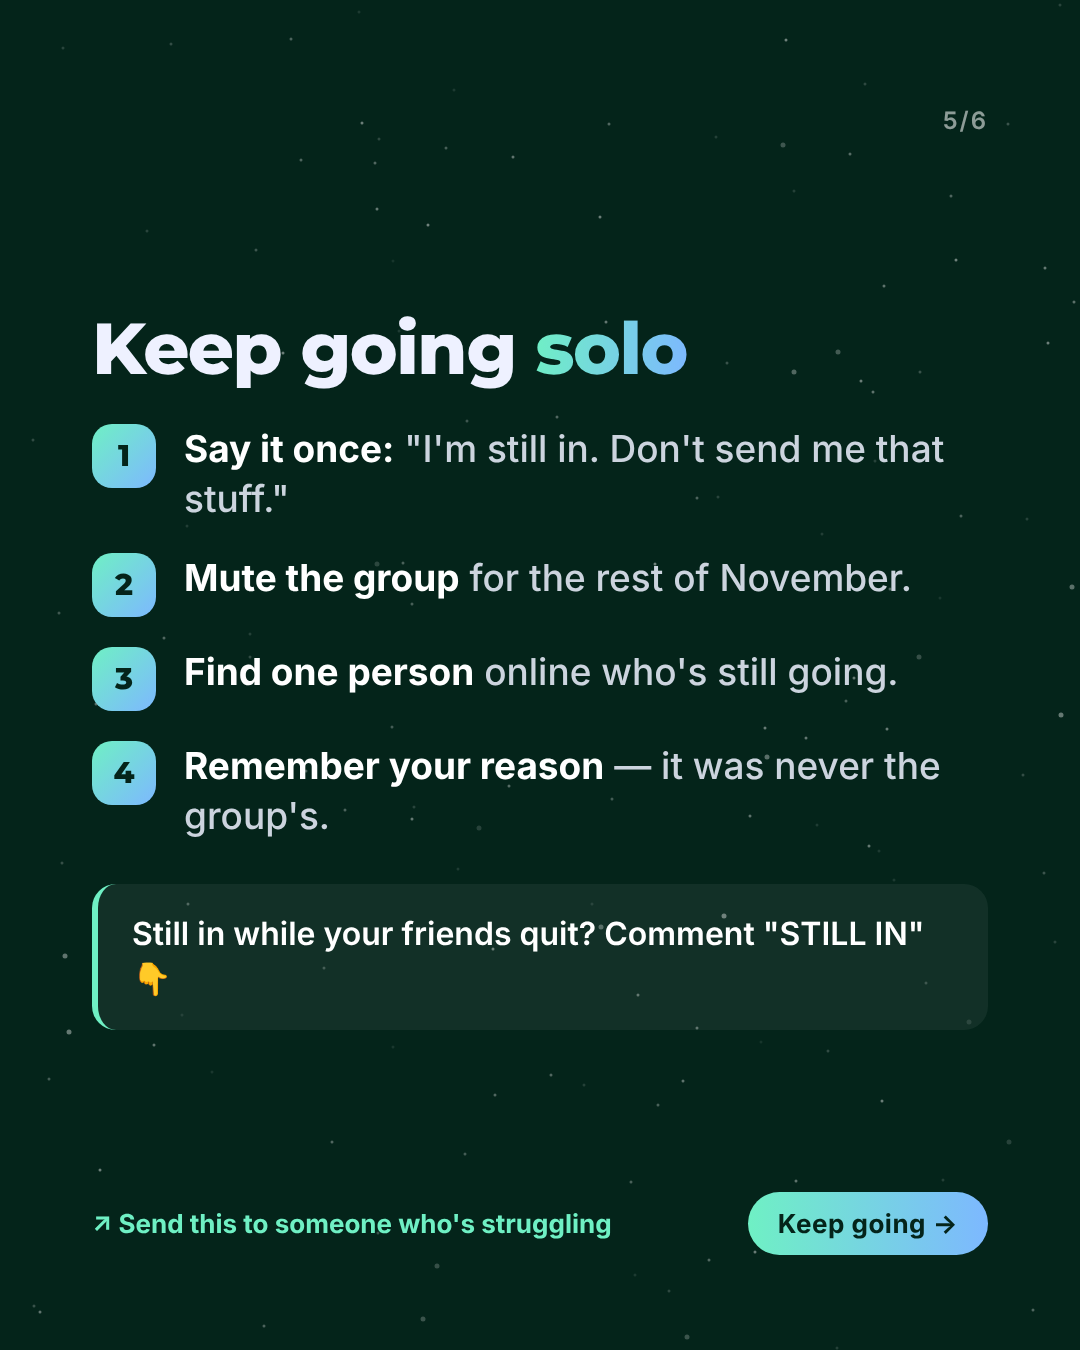 5/6
Keep going solo
1
Say it once: "I'm still in. Don't send me that
stuff."
2
Mute the group for the rest of November.
3
Find one person online who's still going.
4
Remember your reason — it was never the
group's.
Still in while your friends quit? Comment "STILL IN"
👇
↗ Send this to someone who's struggling
Keep going →